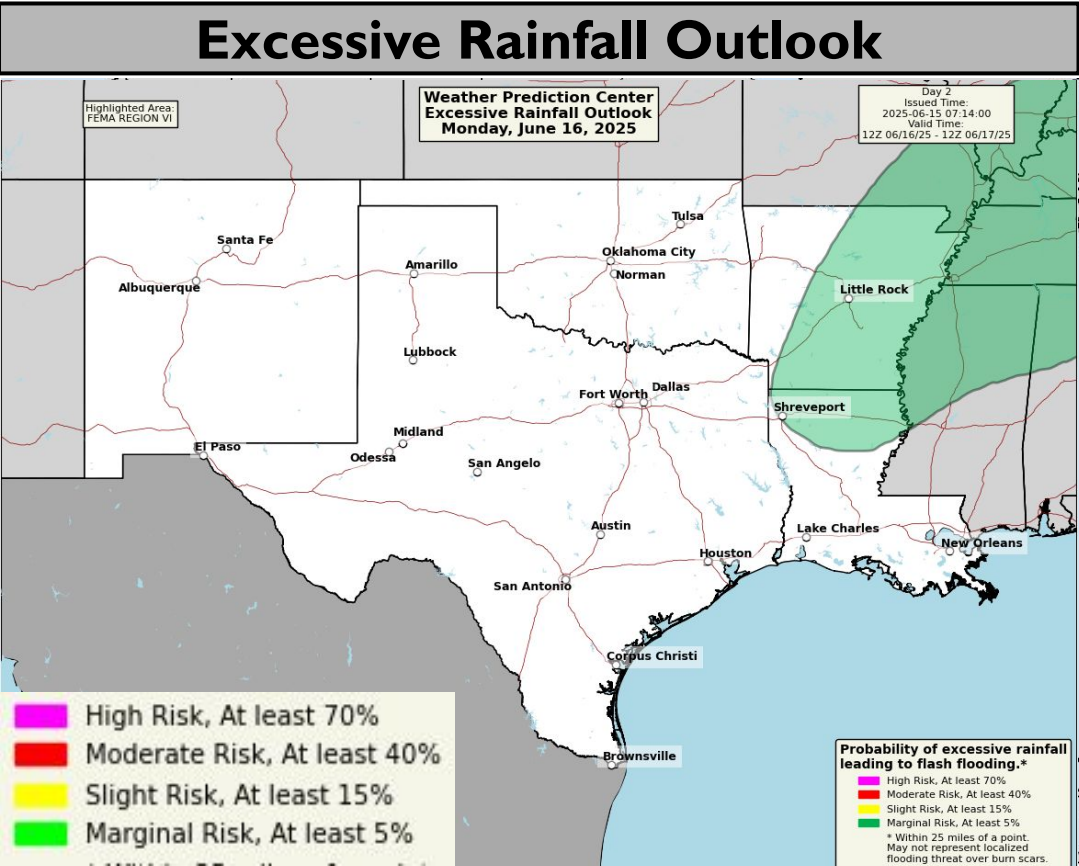 Excessive Rainfall Outlook
Highlighted Area:
FEMA REGION VI
Weather Prediction Center
Excessive Rainfall Outlook
Monday, June 16, 2025
Day 2
Issued Time:
2025-06-15 07:14:00
Valid Time:
12Z 06/16/25 - 12Z 06/17/25
Tulsa
Santa Fe
Oklahoma City
Amarillo
Norman
Albuquerque
Little Rock
Lubbock
Dallas
Fort Worth
Shreveport
Midland
El Paso
Odessa
San Angelo
Austin
Lake Charles
New Orleans
Houston
San Antonio
Corpus Christi
Brownsville
High Risk, At least 70%
Moderate Risk, At least 40%
Slight Risk, At least 15%
Marginal Risk, At least 5%
Probability of excessive rainfall
leading to flash flooding.*
High Risk, At least 70%
Moderate Risk, At least 40%
Slight Risk, At least 15%
Marginal Risk, At least 5%
* Within 25 miles of a point.
May not represent localized
flooding threat over burn scars.